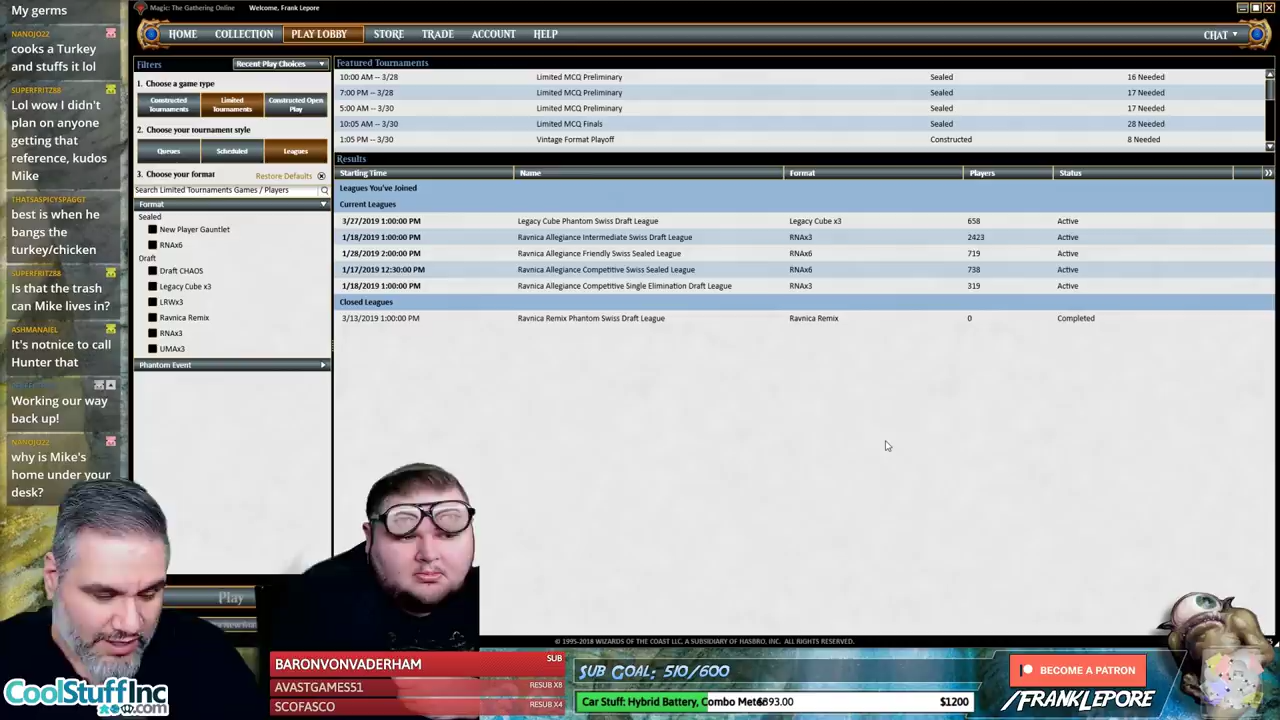 My germs
NANOJO22
cooks a Turkey
and stuffs it lol
SUPERFRITZ88
Lol wow I didn't
plan on anyone
getting that
reference, kudos
Mike
THATSASPICYSPAGGT
best is when he
bangs the
turkey/chicken
SUPERFRITZ88
Is that the trash
can Mike lives in?
ASHMANAIEL
It's notnice to call
Hunter that
Working our way
back up!
NANOJO22
why is Mike's
home under your
desk?
Magic: The Gathering Online Welcome, Frank Lepore
HOME COLLECTION PLAY LOBBY STORE TRADE ACCOUNT HELP CHAT
Filters Recent Play Choices
1. Choose a game type
Constructed Tournaments Limited Tournaments Constructed Open Play
2. Choose your tournament style
Queues Scheduled Leagues
3. Choose your format Restore Defaults
Search Limited Tournaments Games / Players
Format
Sealed
New Player Gauntlet
RNAx6
Draft
Draft CHAOS
Legacy Cube x3
LRWx3
Ravnica Remix
RNAx3
UMAx3
Phantom Event
Featured Tournaments
10:00 AM -- 3/28 Limited MCQ Preliminary Sealed 16 Needed
7:00 PM -- 3/28 Limited MCQ Preliminary Sealed 17 Needed
5:00 AM -- 3/30 Limited MCQ Preliminary Sealed 17 Needed
10:05 AM -- 3/30 Limited MCQ Finals Sealed 28 Needed
1:05 PM -- 3/30 Vintage Format Playoff Constructed 8 Needed
Results
Starting Time Name Format Players Status
Leagues You've Joined
Current Leagues
3/27/2019 1:00:00 PM Legacy Cube Phantom Swiss Draft League Legacy Cube x3 658 Active
1/18/2019 1:00:00 PM Ravnica Allegiance Intermediate Swiss Draft League RNAx3 2423 Active
1/28/2019 2:00:00 PM Ravnica Allegiance Friendly Swiss Sealed League RNAx6 719 Active
1/17/2019 12:30:00 PM Ravnica Allegiance Competitive Swiss Sealed League RNAx6 738 Active
1/18/2019 1:00:00 PM Ravnica Allegiance Competitive Single Elimination Draft League RNAx3 319 Active
Closed Leagues
3/13/2019 1:00:00 PM Ravnica Remix Phantom Swiss Draft League Ravnica Remix 0 Completed
Play
© 1995-2018 WIZARDS OF THE COAST LLC, A SUBSIDIARY OF HASBRO, INC. ALL RIGHTS RESERVED.
CoolStuffInc
.com
BARONVONVADERHAM SUB
AVASTGAMES51 RESUB X8
SCOFASCO RESUB X4
SUB GOAL: 510/600
Car Stuff: Hybrid Battery, Combo Meter $1200
BECOME A PATRON
/FRANKLEPORE